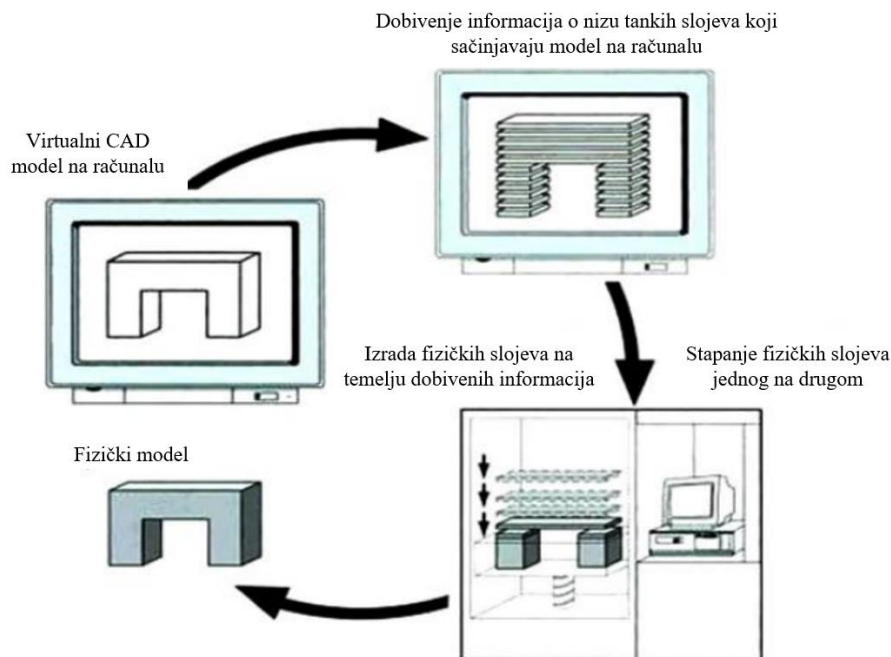 Dobivenje informacija o nizu tankih slojeva koji
sačinjavaju model na računalu
Virtualni CAD
model na računalu
Izrada fizičkih slojeva na
temelju dobivenih informacija
Stapanje fizičkih slojeva
jednog na drugom
Fizički model